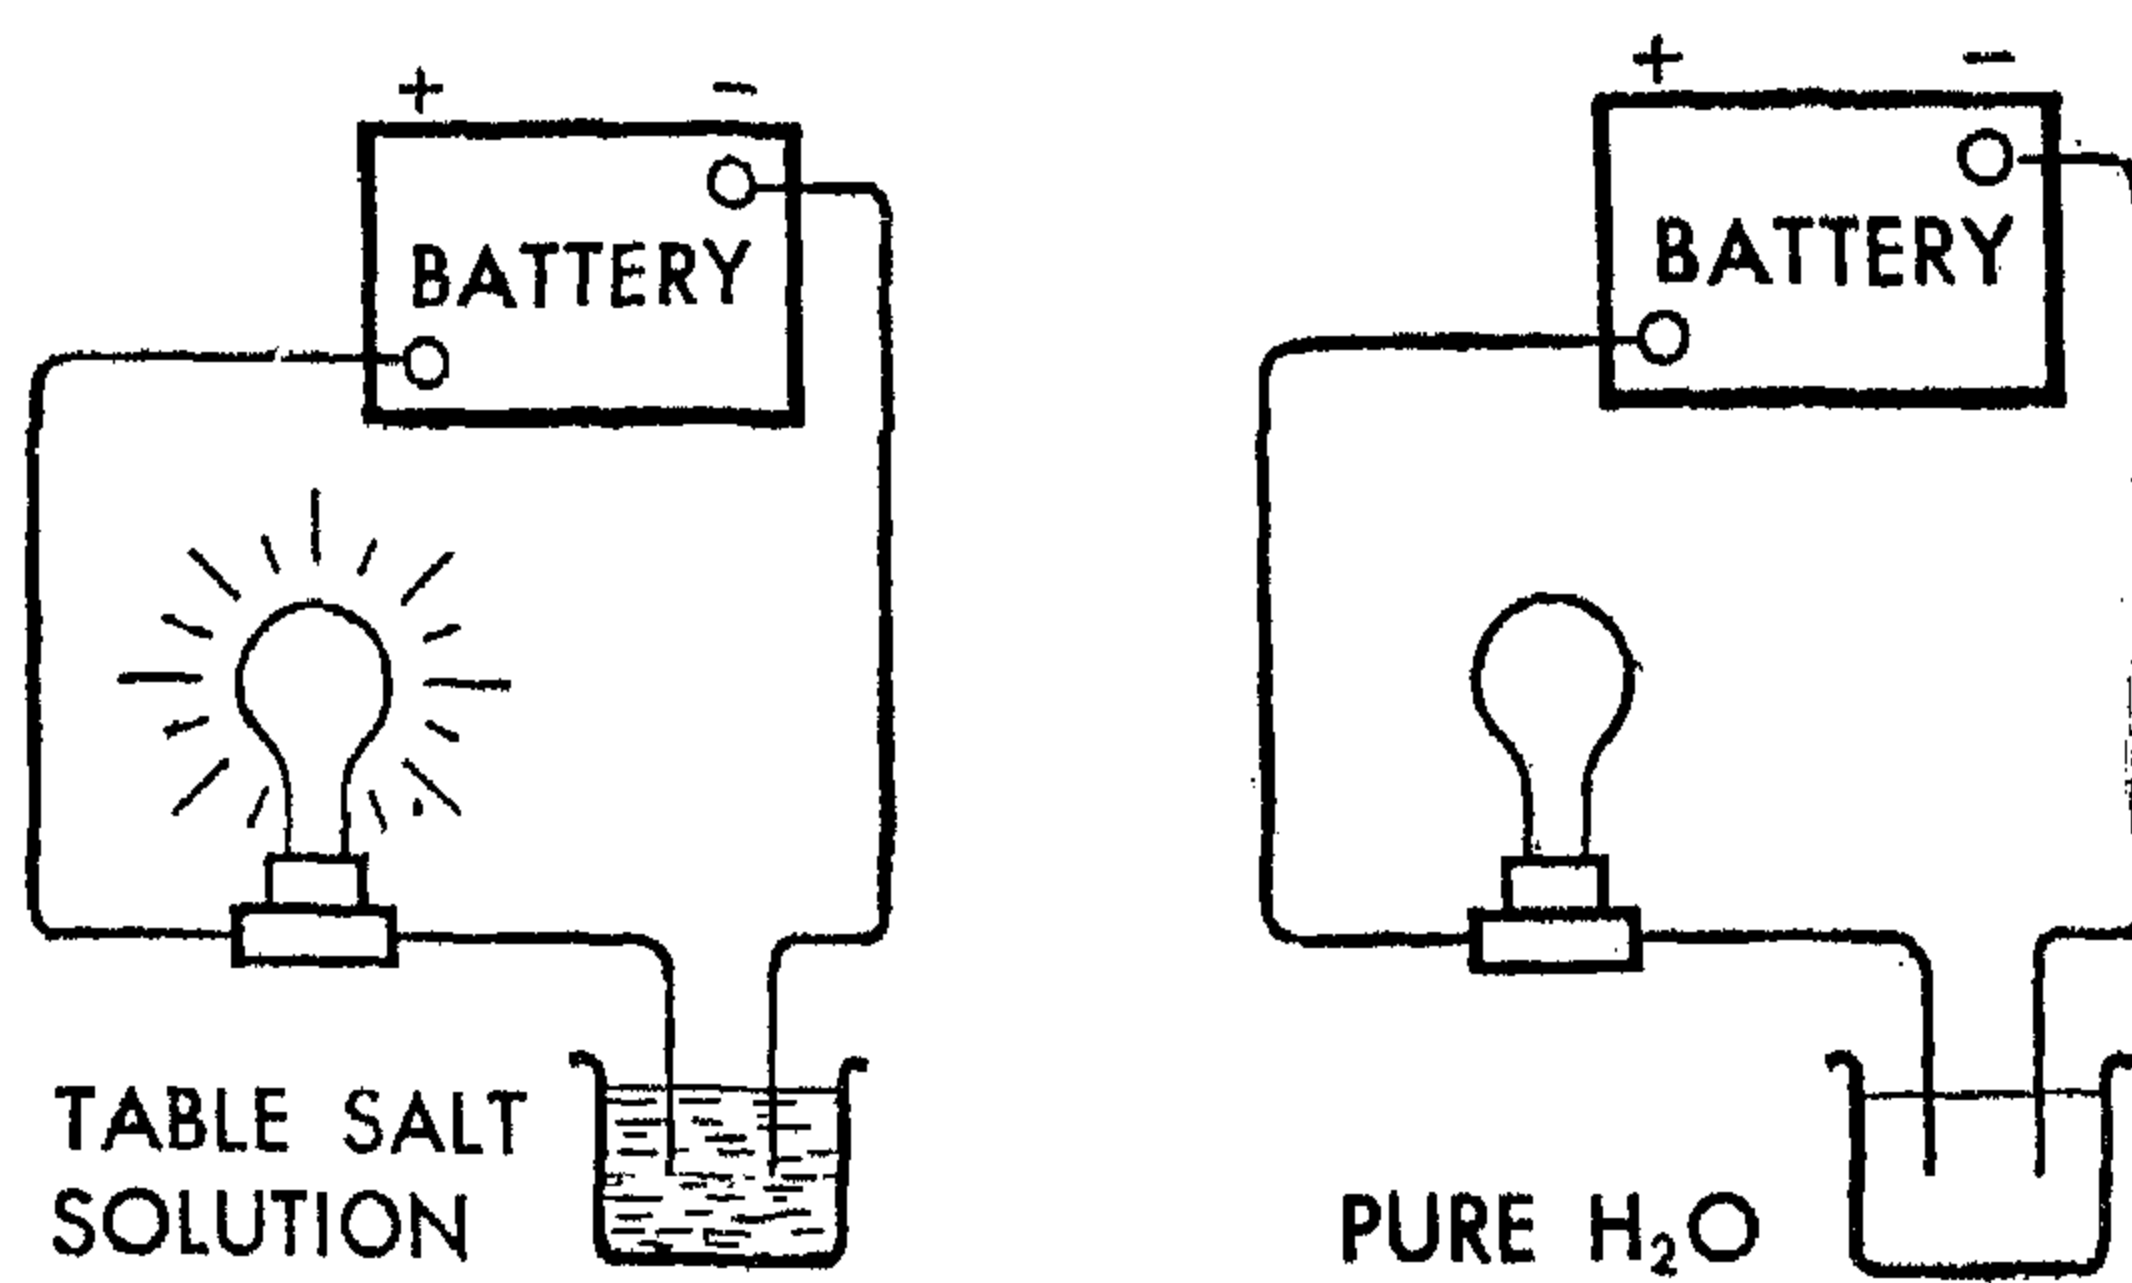 + −
BATTERY
TABLE SALT
SOLUTION
+ −
BATTERY
PURE H₂O